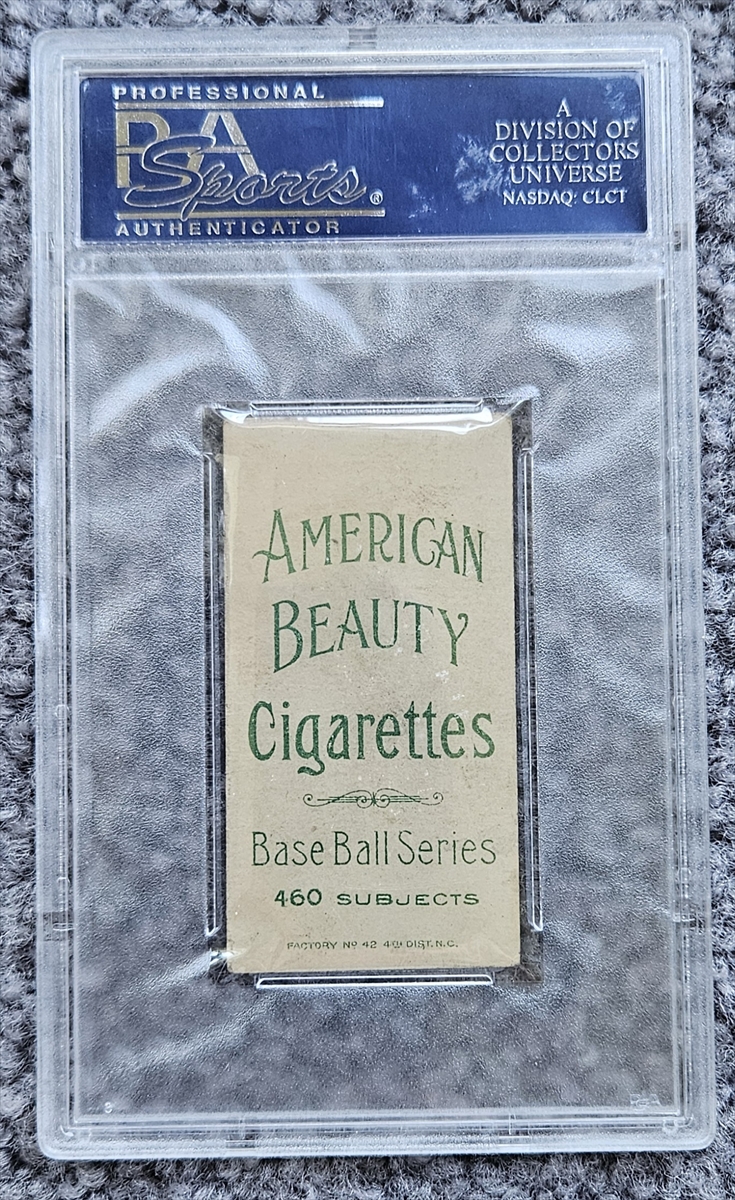 PROFESSIONAL
PSA
Sports®
AUTHENTICATOR
A
DIVISION OF
COLLECTORS
UNIVERSE
NASDAQ: CLCT
AMERICAN
BEAUTY
Cigarettes
Base Ball Series
460 SUBJECTS
FACTORY Nº 42 4TH DIST. N.C.
PSA